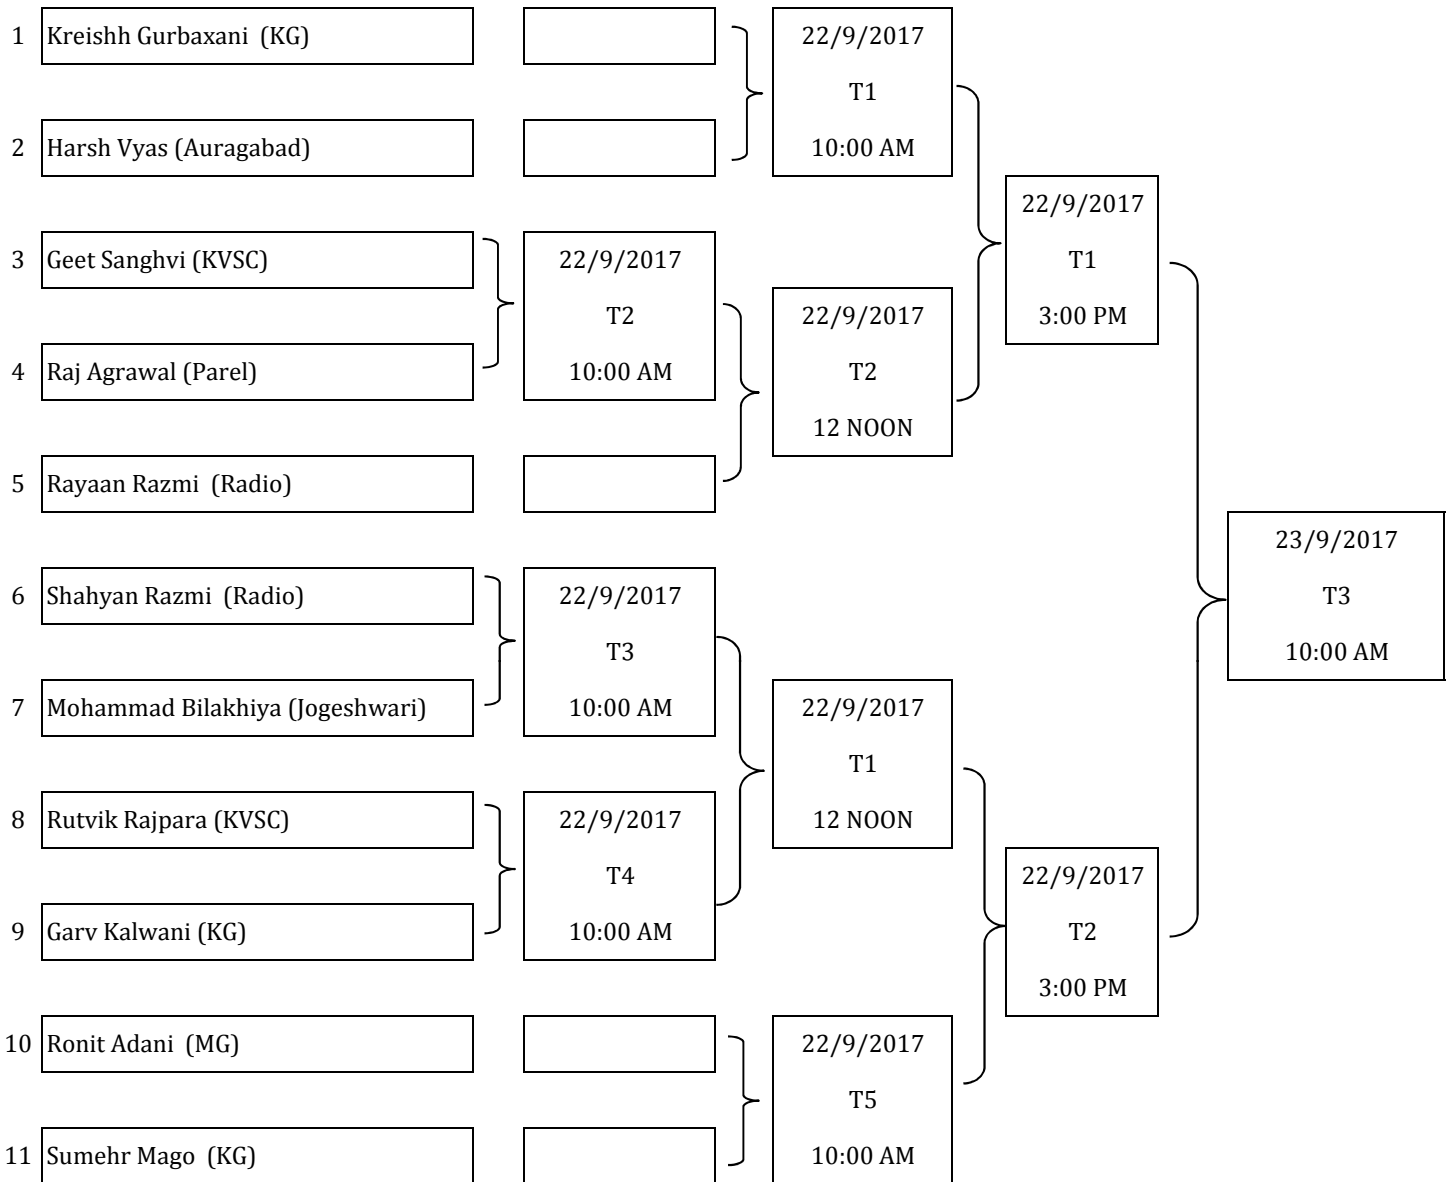 1 Kreishh Gurbaxani (KG)
22/9/2017
T1
2 Harsh Vyas (Auragabad)
10:00 AM
22/9/2017
3 Geet Sanghvi (KVSC)
22/9/2017
T1
T2
22/9/2017
3:00 PM
4 Raj Agrawal (Parel)
10:00 AM
T2
12 NOON
5 Rayaan Razmi (Radio)
23/9/2017
6 Shahyan Razmi (Radio)
22/9/2017
T3
T3
10:00 AM
7 Mohammad Bilakhiya (Jogeshwari)
10:00 AM
22/9/2017
T1
8 Rutvik Rajpara (KVSC)
22/9/2017
12 NOON
T4
22/9/2017
9 Garv Kalwani (KG)
10:00 AM
T2
3:00 PM
10 Ronit Adani (MG)
22/9/2017
T5
11 Sumehr Mago (KG)
10:00 AM